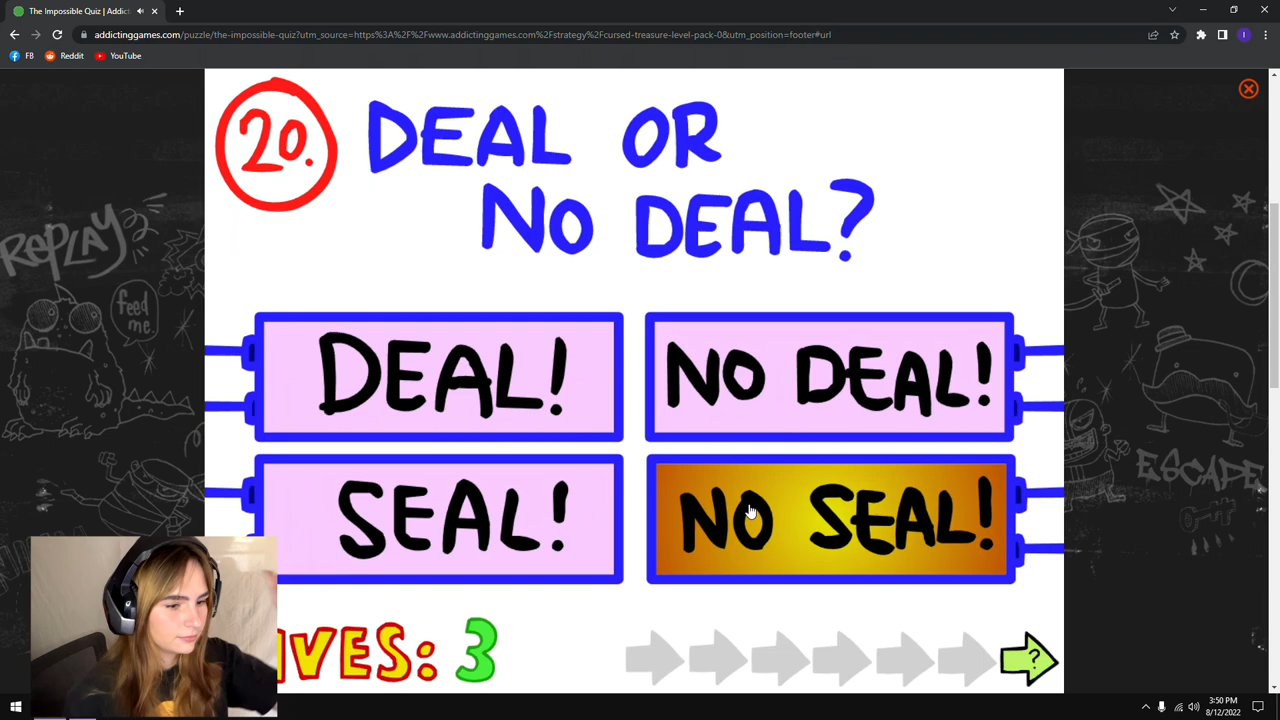 The Impossible Quiz | Addict
addictinggames.com/puzzle/the-impossible-quiz?utm_source=https%3A%2F%2Fwww.addictinggames.com%2Fstrategy%2Fcursed-treasure-level-pack-0&utm_position=footer#url
FB
Reddit
YouTube
20.
DEAL OR
NO DEAL?
REPLAY
feed
me.
DEAL!
NO DEAL!
SEAL!
NO SEAL!
ESCAPE
IVES: 3
?
3:50 PM
8/12/2022